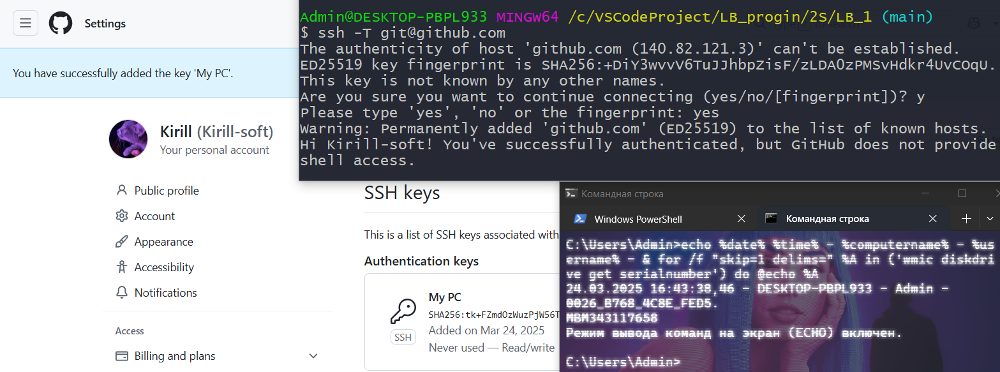 Settings
You have successfully added the key 'My PC'.
Kirill (Kirill-soft)
Your personal account
Public profile
Account
Appearance
Accessibility
Notifications
Access
Billing and plans
Admin@DESKTOP-PBPL933 MINGW64 /c/VSCodeProject/LB_progin/2S/LB_1 (main)
$ ssh -T git@github.com
The authenticity of host 'github.com (140.82.121.3)' can't be established.
ED25519 key fingerprint is SHA256:+DiY3wvvV6TuJJhbpZisF/zLDA0zPMSvHdkr4UvCOqU.
This key is not known by any other names.
Are you sure you want to continue connecting (yes/no/[fingerprint])? y
Please type 'yes', 'no' or the fingerprint: yes
Warning: Permanently added 'github.com' (ED25519) to the list of known hosts.
Hi Kirill-soft! You've successfully authenticated, but GitHub does not provide
shell access.
SSH keys
This is a list of SSH keys associated with
Authentication keys
My PC
SHA256:tk+FZmdOzWuzPjW56T
Added on Mar 24, 2025
Never used — Read/write
SSH
Командная строка
Windows PowerShell
Командная строка
C:\Users\Admin>echo %date% %time% - %computername% - %us
ername% - & for /f "skip=1 delims=" %A in ('wmic diskdri
ve get serialnumber') do @echo %A
24.03.2025 16:43:38,46 - DESKTOP-PBPL933 - Admin -
0026_B768_4C8E_FED5.
MBM343117658
Режим вывода команд на экран (ECHO) включен.
C:\Users\Admin>